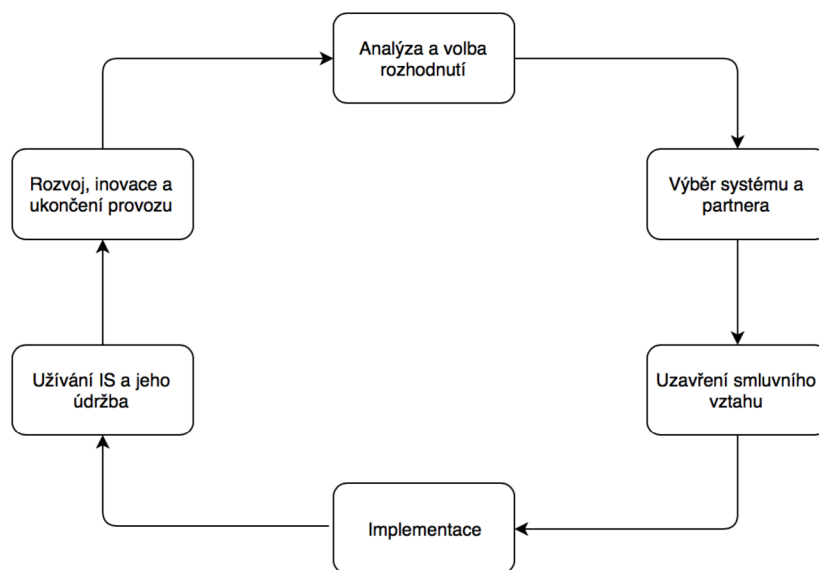 Analýza a volba
rozhodnutí
Rozvoj, inovace a
ukončení provozu
Výběr systému a
partnera
Užívání IS a jeho
údržba
Uzavření smluvního
vztahu
Implementace